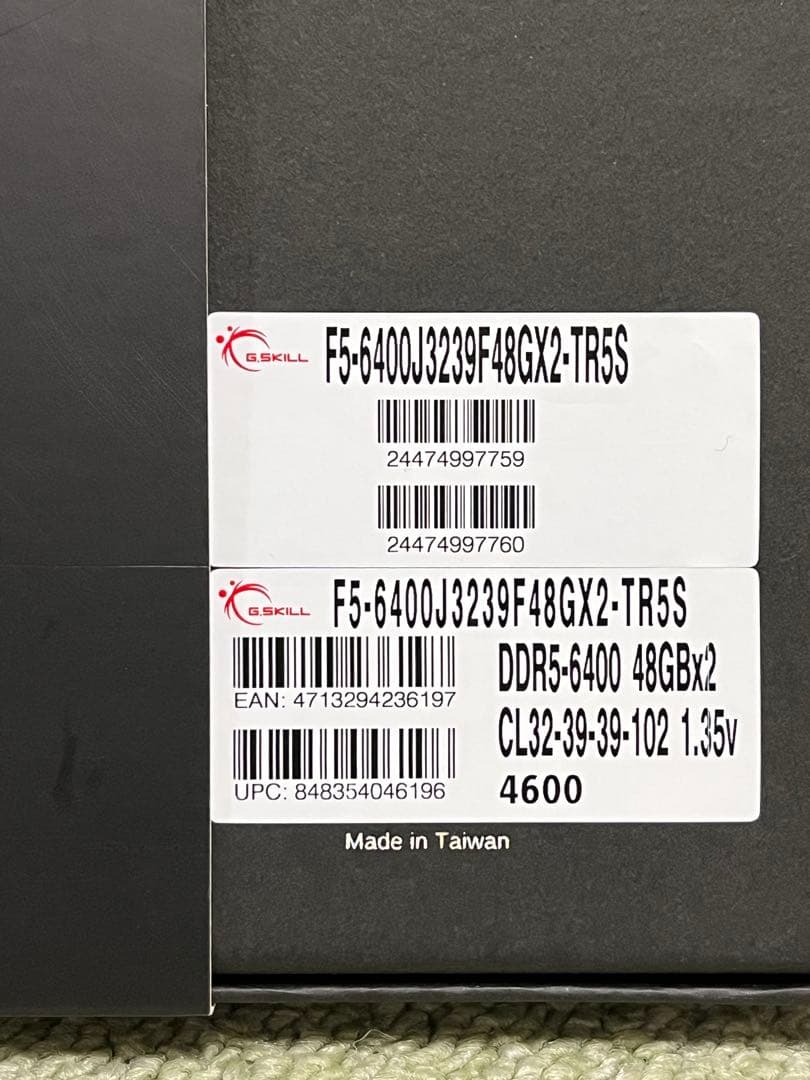 G.SKILL F5-6400J3239F48GX2-TR5S
24474997759
24474997760
G.SKILL F5-6400J3239F48GX2-TR5S
EAN: 4713294236197
UPC: 848354046196
DDR5-6400 48GBx2
CL32-39-39-102 1.35v
4600
Made in Taiwan